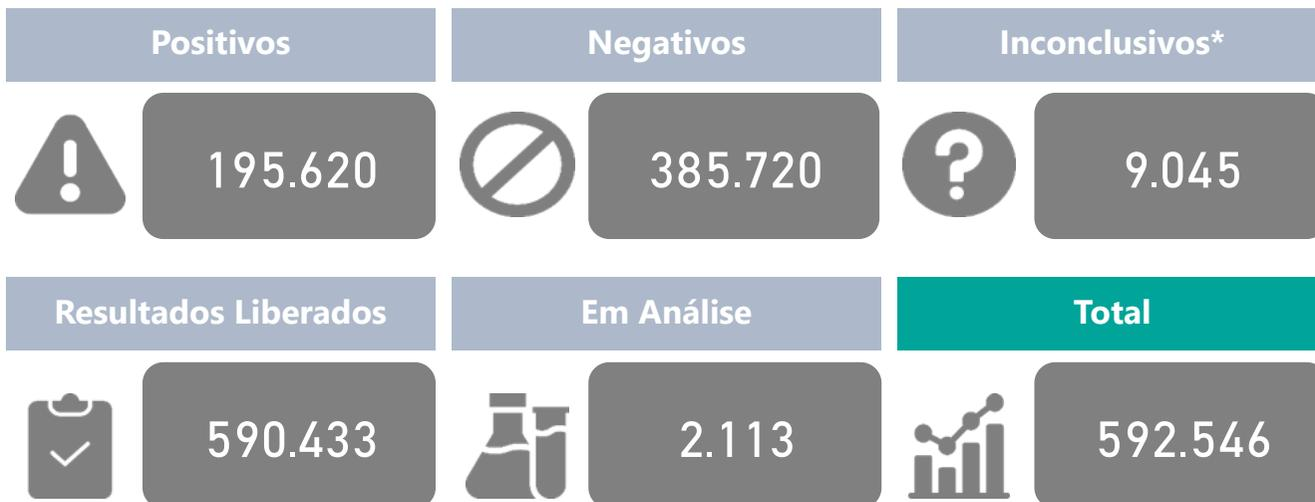 Positivos
Negativos
Inconclusivos*
195.620
385.720
9.045
Resultados Liberados
Em Análise
Total
590.433
2.113
592.546